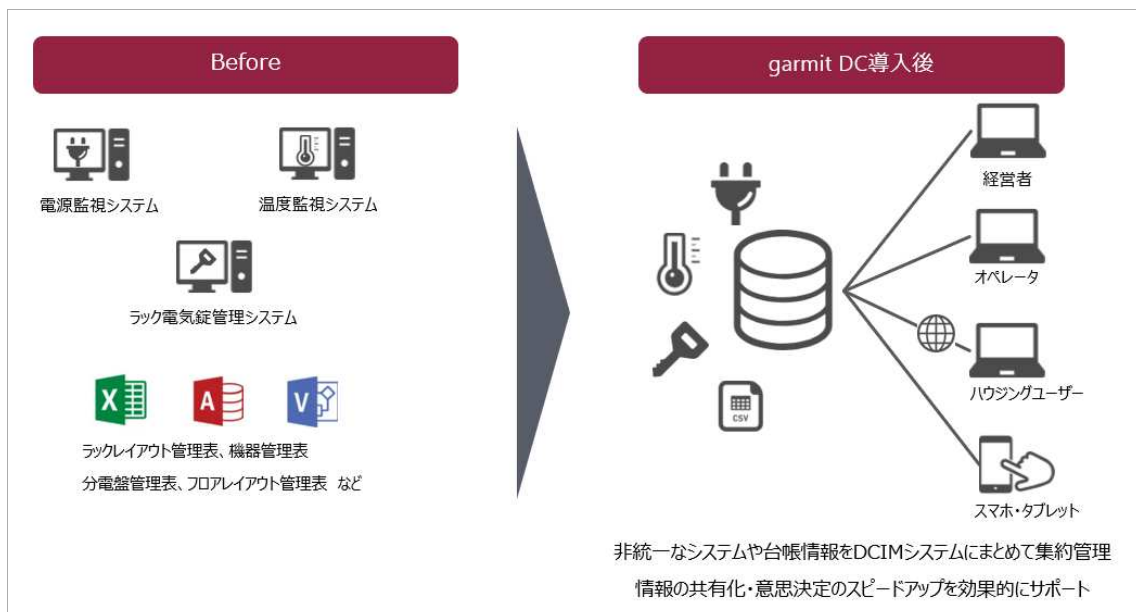 Before
電源監視システム
温度監視システム
ラック電気錠管理システム
X
A
V
ラックレイアウト管理表、機器管理表
分電盤管理表、フロアレイアウト管理表 など
garmit DC導入後
CSV
経営者
オペレータ
ハウジングユーザー
スマホ・タブレット
非統一なシステムや台帳情報をDCIMシステムにまとめて集約管理
情報の共有化・意思決定のスピードアップを効果的にサポート